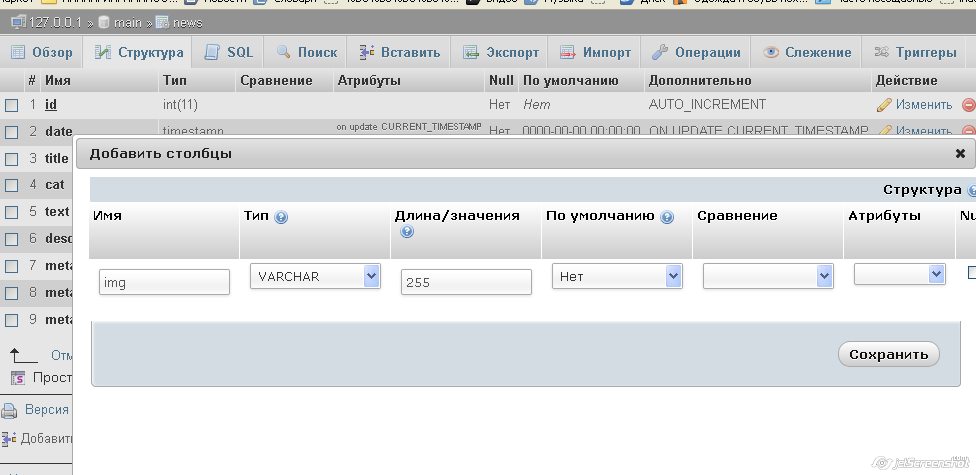 127.0.0.1 » main » news
Обзор Структура SQL Поиск Вставить Экспорт Импорт Операции Слежение Триггеры
# Имя Тип Сравнение Атрибуты Null По умолчанию Дополнительно Действие
1 id int(11) Нет Нет AUTO_INCREMENT Изменить
2 date timestamp on update CURRENT_TIMESTAMP Нет 0000-00-00 00:00:00 ON UPDATE CURRENT_TIMESTAMP Изменить
Добавить столбцы
3 title
Структура
4 cat
Имя Тип Длина/значения По умолчанию Сравнение Атрибуты Nu
5 text
6 desc
7 meta
img VARCHAR 255 Нет
8 meta
9 meta
Отм
Сохранить
Прост
Версия
Добавить
jetScreenshot